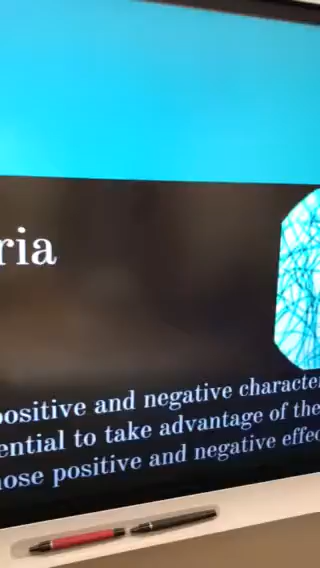 ria
positive and negative character
ential to take advantage of the
hose positive and negative effec